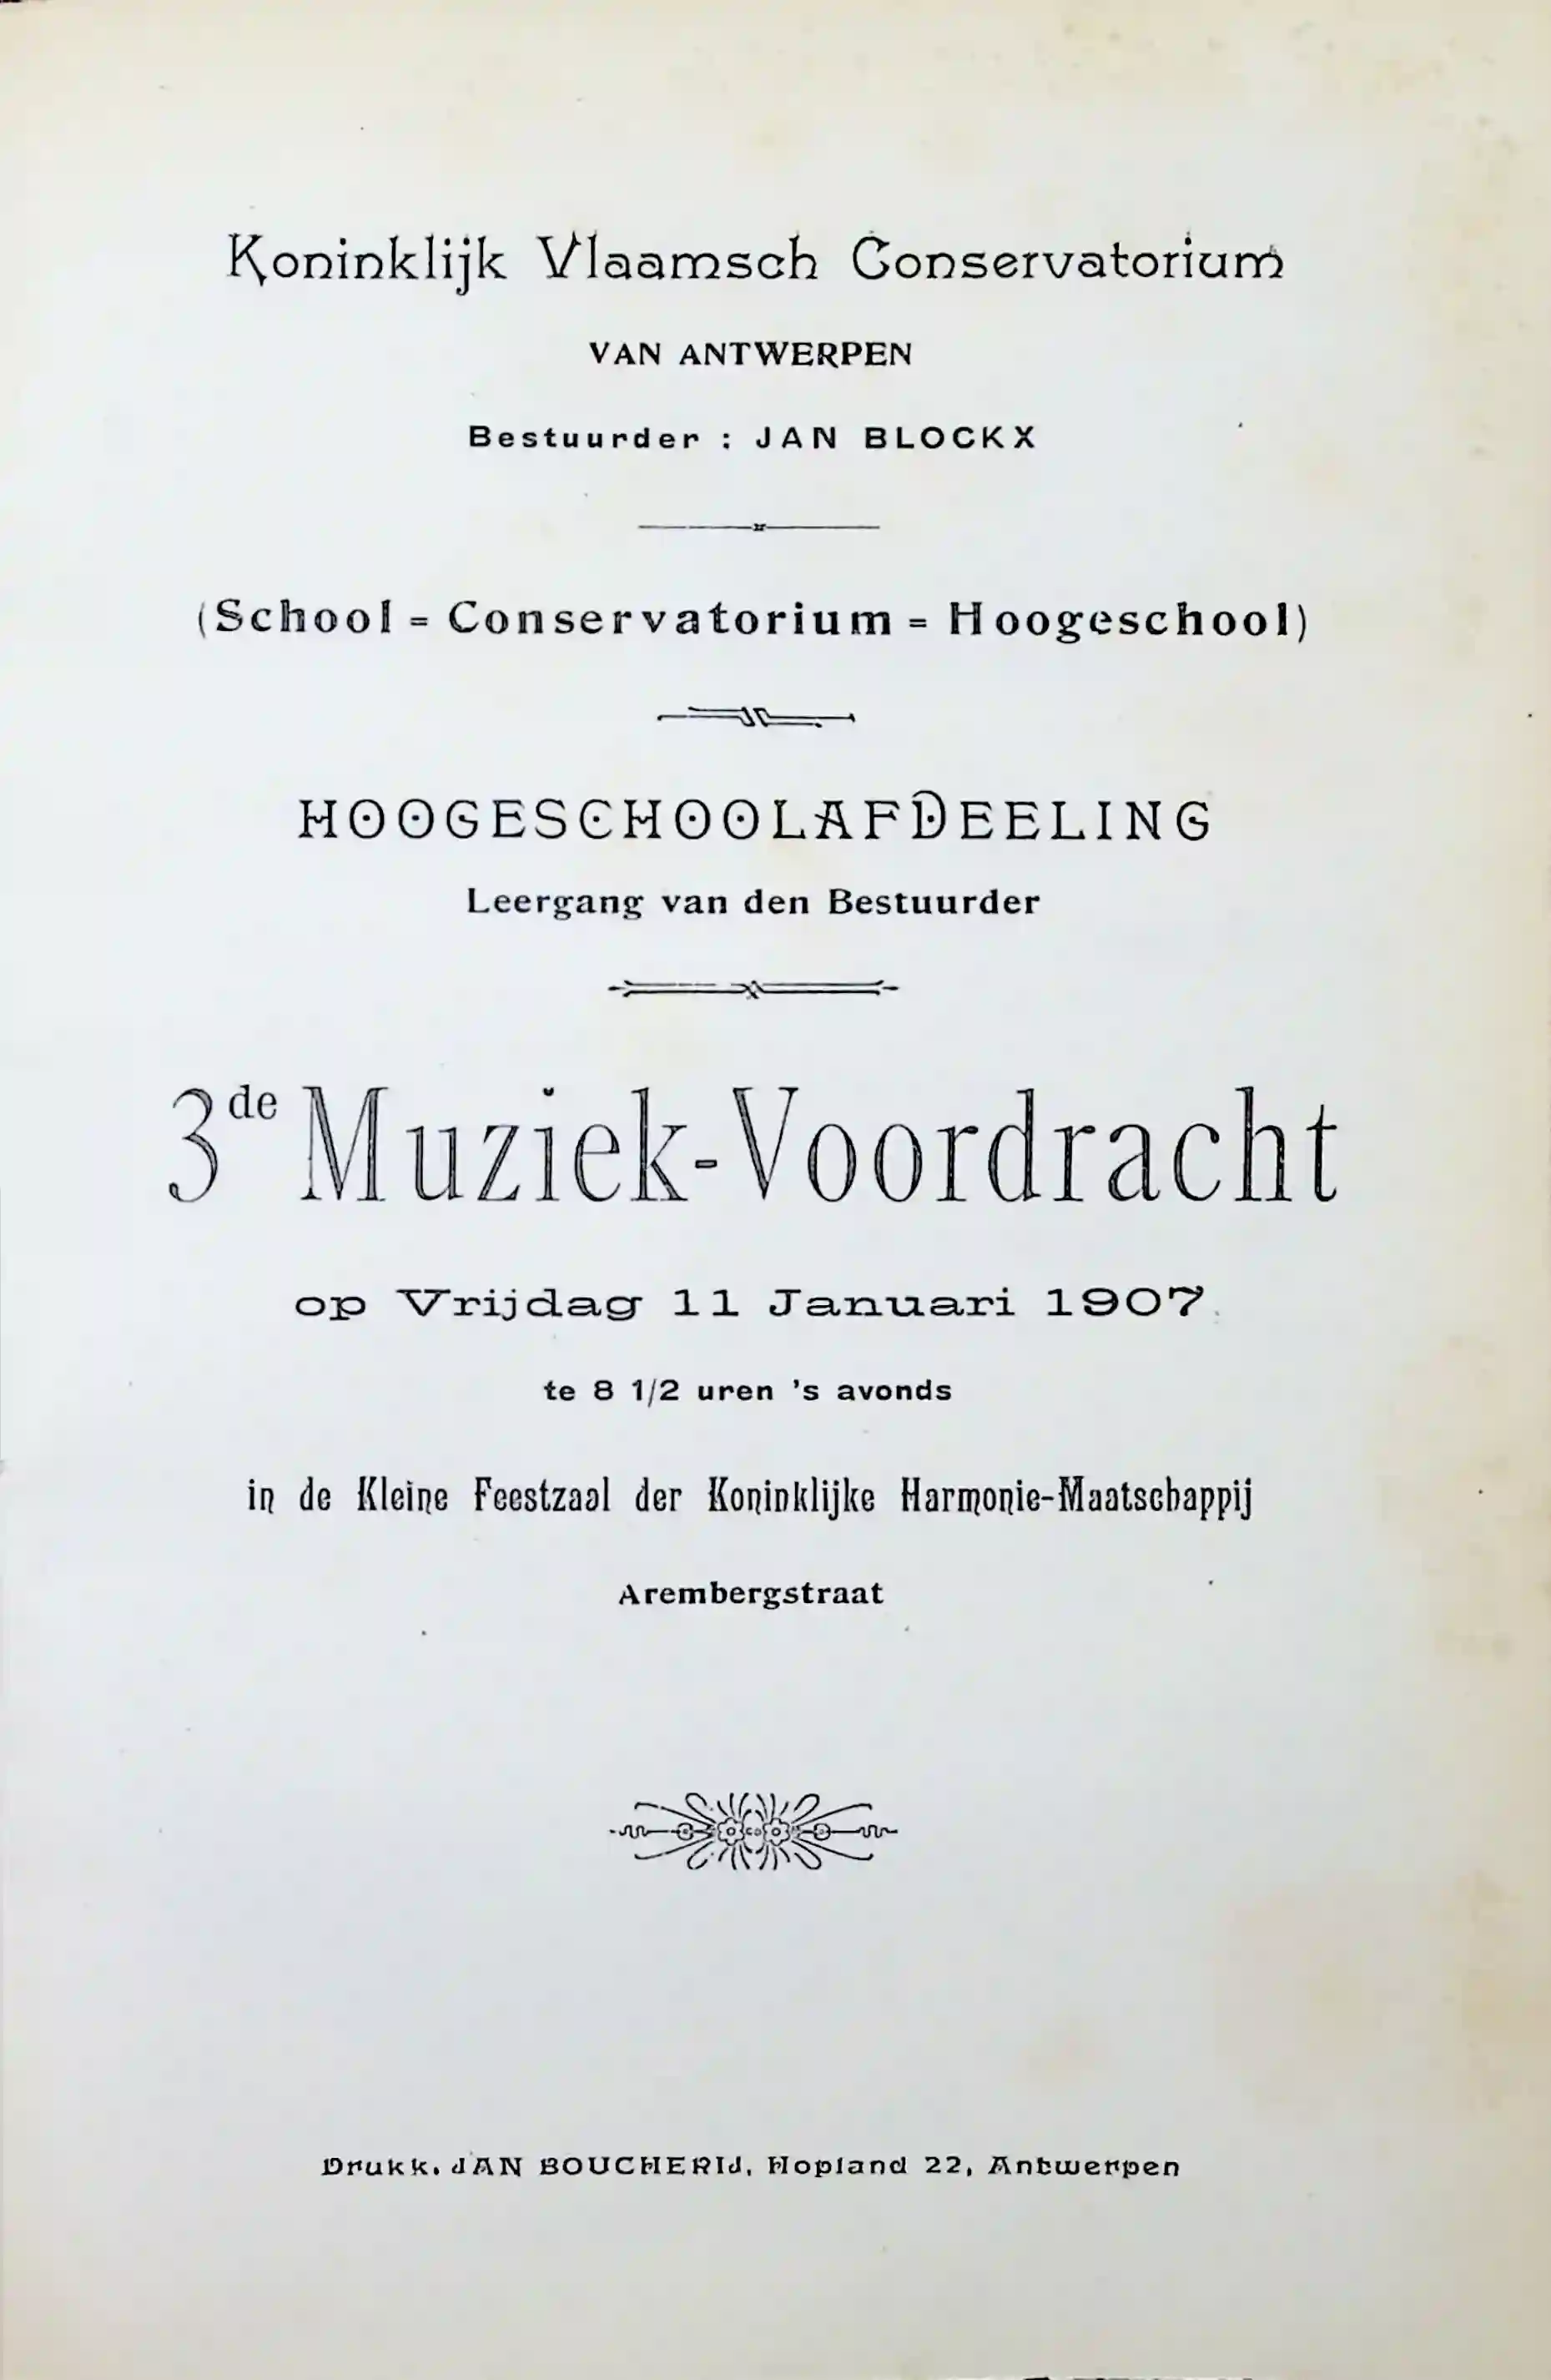 Koninklijk Vlaamsch Conservatorium
VAN ANTWERPEN
Bestuurder : JAN BLOCKX
(School = Conservatorium = Hoogeschool)
HOOGESCHOOLAFDEELING
Leergang van den Bestuurder
3de Muziek-Voordracht
op Vrijdag 11 Januari 1907.
te 8 1/2 uren 's avonds
in de Kleine Feestzaal der Koninklijke Harmonie-Maatschappij
Arembergstraat
Drukk. JAN BOUCHERIJ, Hopland 22, Antwerpen